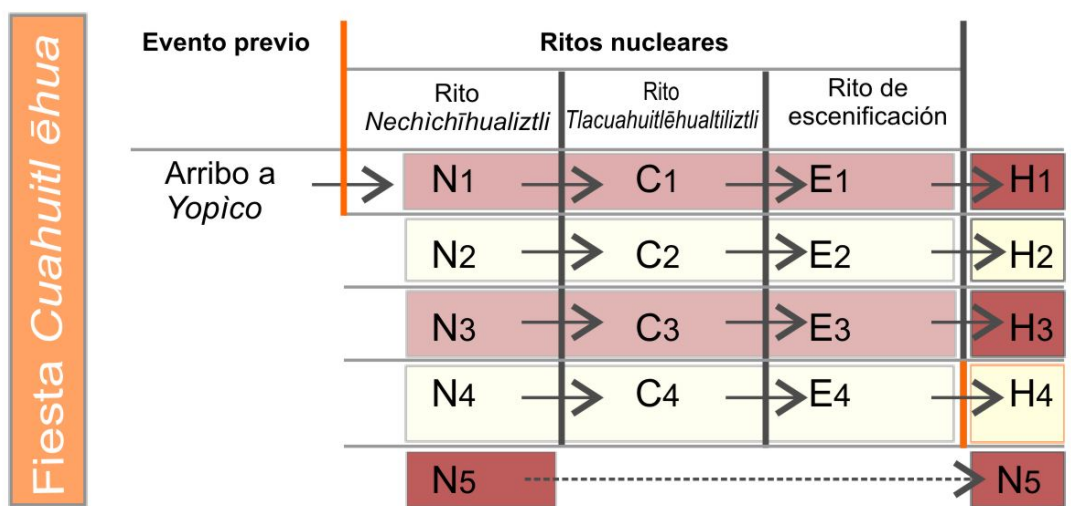 Fiesta Cuahuitl ēhua
Evento previo
Ritos nucleares
Rito
Nechìchīhualiztli
Rito
Tlacuahuitlēhualtiliztli
Rito de
escenificación
Arribo a
Yopìco
N1 C1 E1 H1
N2 C2 E2 H2
N3 C3 E3 H3
N4 C4 E4 H4
N5 N5